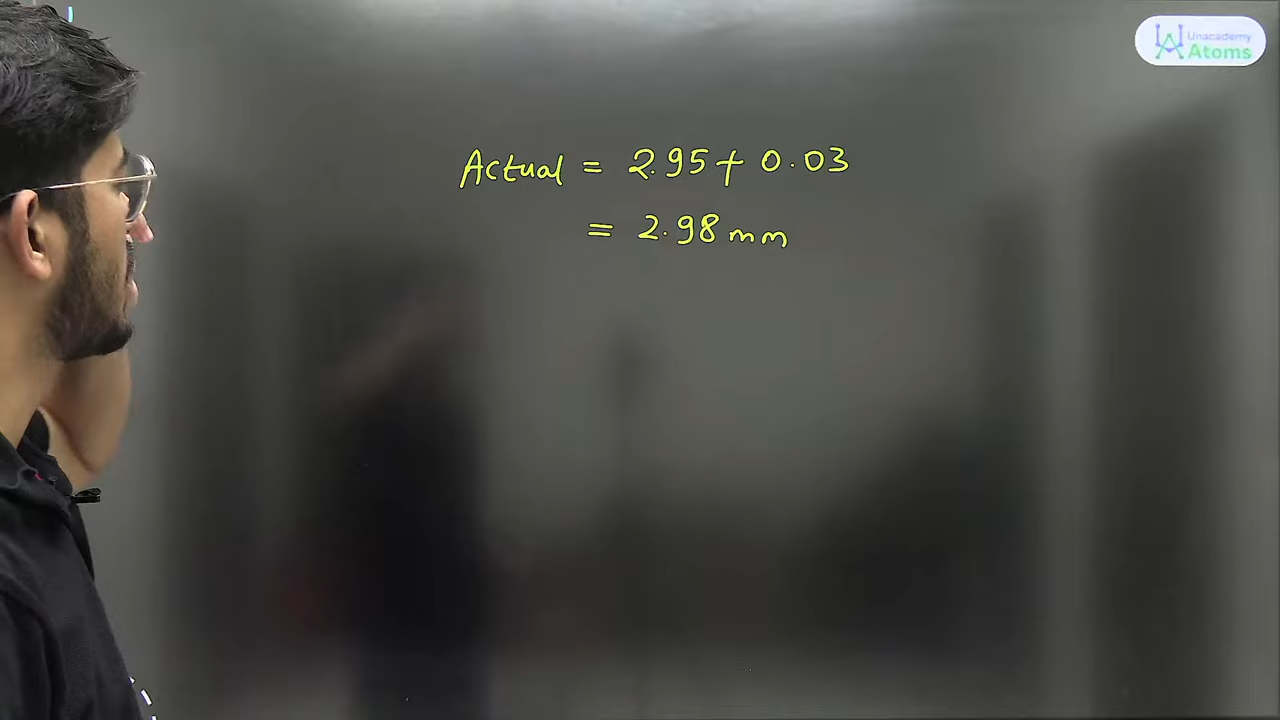 Unacademy
Atoms
Actual = 2.95 + 0.03
= 2.98 mm